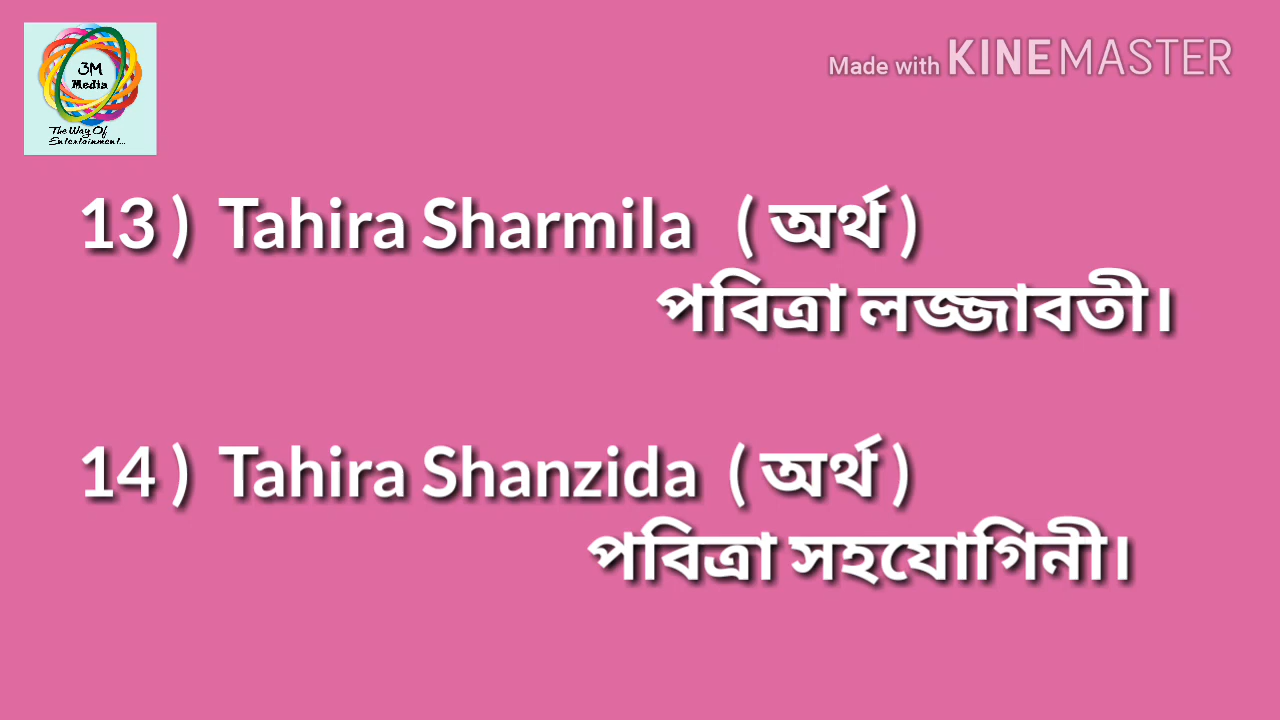 3M
Media
The Way Of
Entertainment...
Made with KINEMASTER
13 ) Tahira Sharmila ( অর্থ )
পবিত্রা লজ্জাবতী।
14 ) Tahira Shanzida ( অর্থ )
পবিত্রা সহযোগিনী।